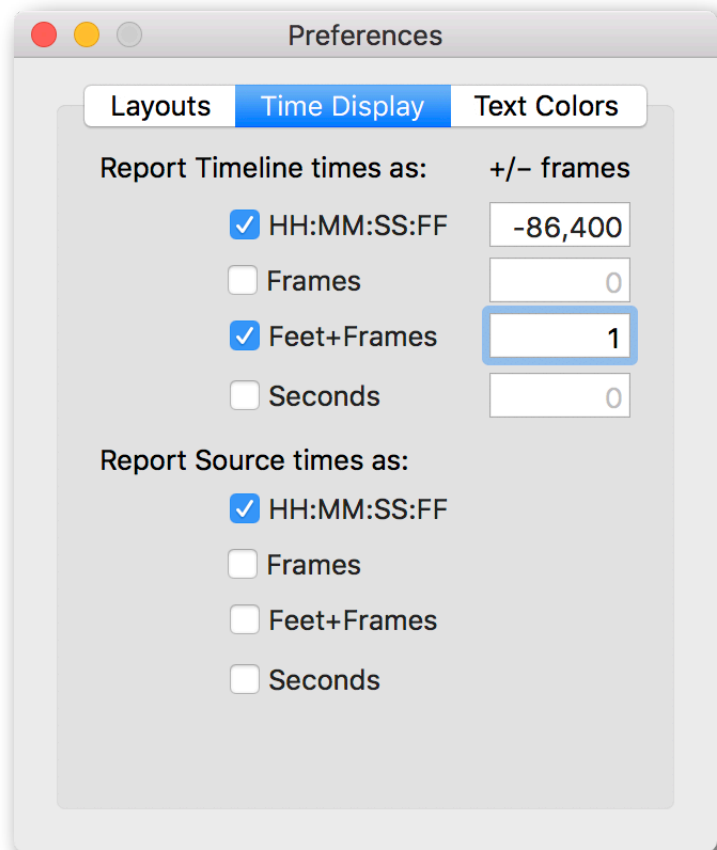 Preferences
Layouts Time Display Text Colors
Report Timeline times as: +/− frames
HH:MM:SS:FF -86,400
Frames 0
Feet+Frames 1
Seconds 0
Report Source times as:
HH:MM:SS:FF
Frames
Feet+Frames
Seconds